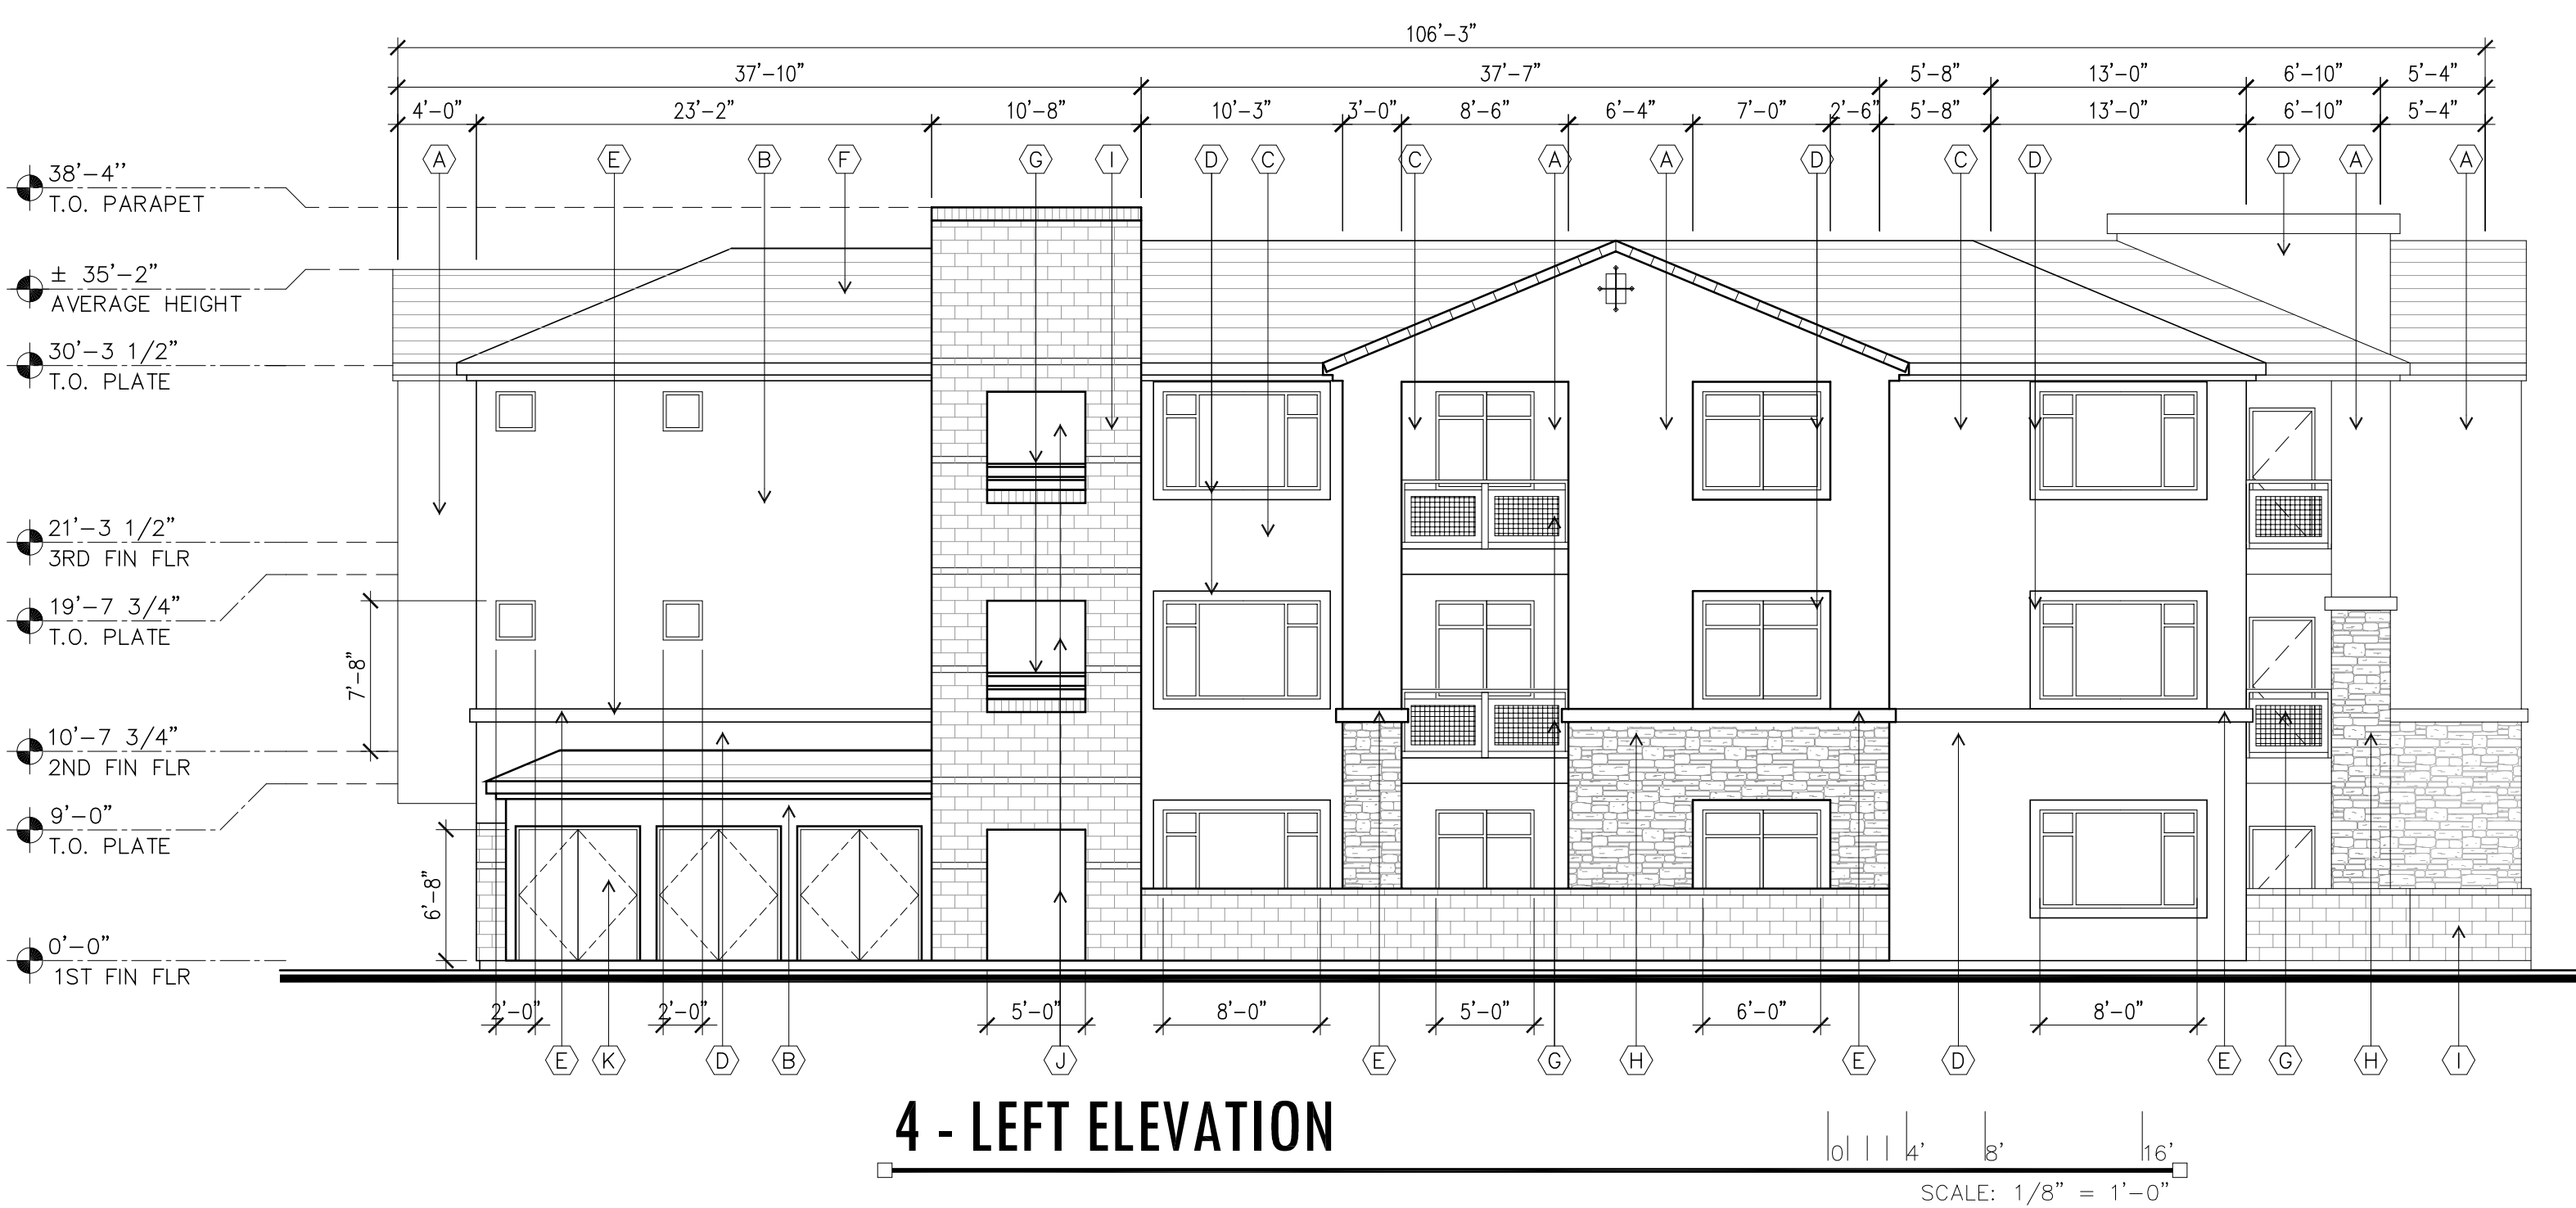 106'-3"
37'-10" 37'-7" 5'-8" 13'-0" 6'-10" 5'-4"
4'-0" 23'-2" 10'-8" 10'-3" 3'-0" 8'-6" 6'-4" 7'-0" 2'-6" 5'-8" 13'-0" 6'-10" 5'-4"
A E B F G I D C C A A D C D D A A
38'-4''
T.O. PARAPET
± 35'-2"
AVERAGE HEIGHT
30'-3 1/2"
T.O. PLATE
21'-3 1/2"
3RD FIN FLR
19'-7 3/4"
T.O. PLATE
7'-8"
10'-7 3/4"
2ND FIN FLR
9'-0"
T.O. PLATE
6'-8"
0'-0"
1ST FIN FLR
2'-0" 2'-0" 5'-0" 8'-0" 5'-0" 6'-0" 8'-0"
E K D B J E G H E D E G H I
4 - LEFT ELEVATION
0 4' 8' 16'
SCALE: 1/8" = 1'-0"